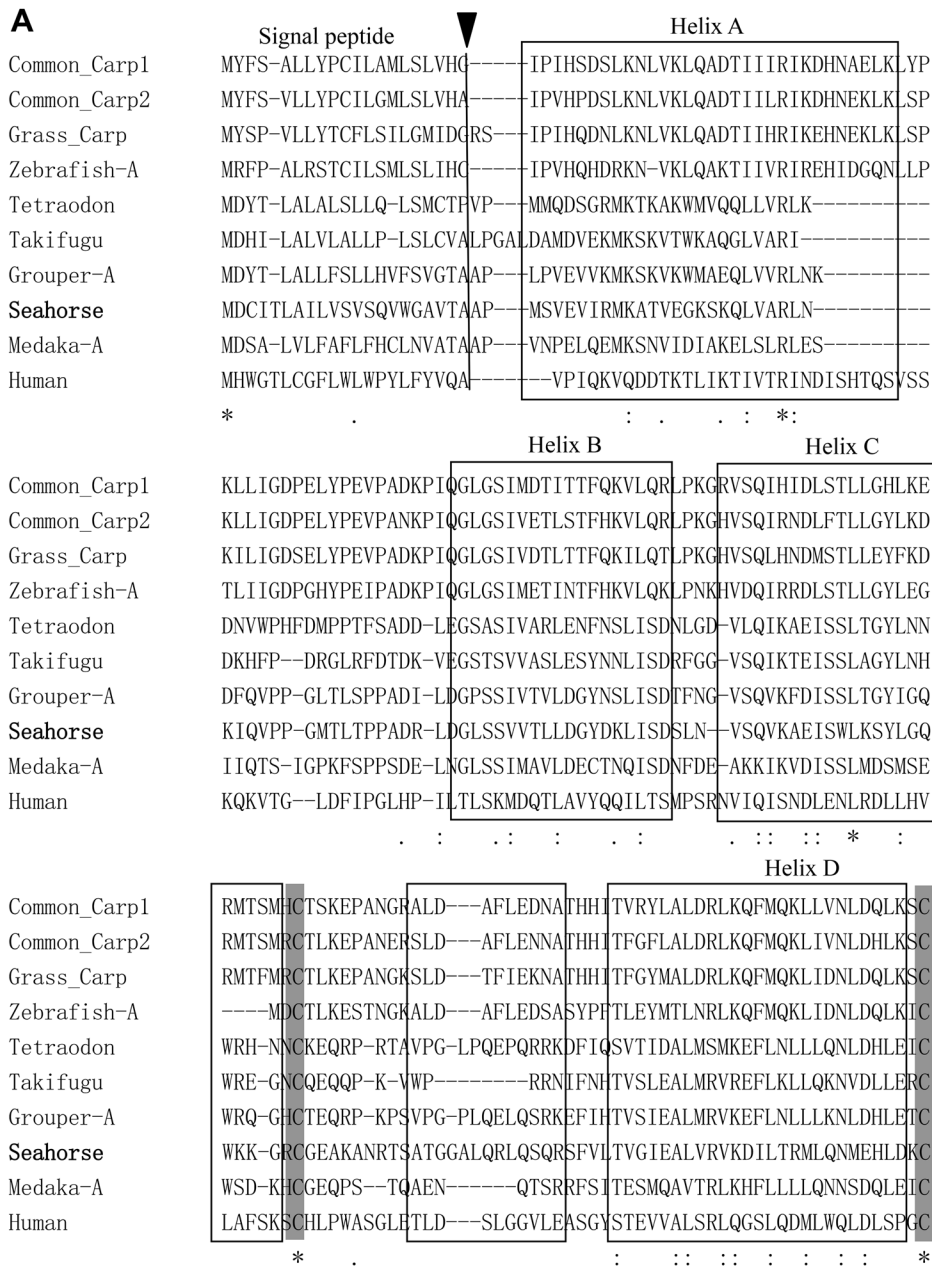 A
Signal peptide Helix A
Common_Carp1 MYFS-ALLYPCILAMLSLVHG-----IPIHSDSLKNLVKLQADTIIIRIKDHNAELKLYP
Common_Carp2 MYFS-VLLYPCILGMLSLVHA-----IPVHPDSLKNLVKLQADTIILRIKDHNEKLKLSP
Grass_Carp MYSP-VLLYTCFLSILGMIDGRS---IPIHQDNLKNLVKLQADTIIHRIKEHNEKLKLSP
Zebrafish-A MRFP-ALRSTCILSMLSLIHC-----IPVHQHDRKN-VKLQAKTIIVRIREHIDGQNLLP
Tetraodon MDYT-LALALSLLQ-LSMCTPVP---MMQDSGRMKTKAKWMVQQLLVRLK----------
Takifugu MDHI-LALVLALLP-LSLCVALPGALDAMDVEKMKSKVTWKAQGLVARI-----------
Grouper-A MDYT-LALLFSLLHVFSVGTAAP---LPVEVVKMKSKVKWMAEQLVVRLNK---------
Seahorse MDCITLAILVSVSQVWGAVTAAP---MSVEVIRMKATVEGKSKQLVARLN----------
Medaka-A MDSA-LVLFAFLFHCLNVATAAP---VNPELQEMKSNVIDIAKELSLRLES---------
Human MHWGTLCGFLWLWPYLFYVQA-------VPIQKVQDDTKTLIKTIVTRINDISHTQSVSS
* . : . : *:
Helix B Helix C
Common_Carp1 KLLIGDPELYPEVPADKPIQGLGSIMDTITTFQKVLQRLPKGRVSQIHIDLSTLLGHLKE
Common_Carp2 KLLIGDPELYPEVPANKPIQGLGSIVETLSTFHKVLQRLPKGHVSQIRNDLFTLLGYLKD
Grass_Carp KILIGDSELYPEVPADKPIQGLGSIVDTLTTFQKILQTLPKGHVSQLHNDMSTLLEYFKD
Zebrafish-A TLIIGDPGHYPEIPADKPIQGLGSIMETINTFHKVLQKLPNKHVDQIRRDLSTLLGYLEG
Tetraodon DNVWPHFDMPPTFSADD-LEGSASIVARLENFNSLISDNLGD-VLQIKAEISSLTGYLNN
Takifugu DKHFP--DRGLRFDTDK-VEGSTSVVASLESYNNLISDRFGG-VSQIKTEISSLAGYLNH
Grouper-A DFQVPP-GLTLSPPADI-LDGPSSIVTVLDGYNSLISDTFNG-VSQVKFDISSLTGYIGQ
Seahorse KIQVPP-GMTLTPPADR-LDGLSSVVTLLDGYDKLISDSLN--VSQVKAEISWLKSYLGQ
Medaka-A IIQTS-IGPKFSPPSDE-LNGLSSIMAVLDECTNQISDNFDE-AKKIKVDISSLMDSMSE
Human KQKVTG--LDFIPGLHP-ILTLSKMDQTLAVYQQILTSMPSRNVIQISNDLENLRDLLHV
. : .: : . : . :: :: * :
Helix D
Common_Carp1 RMTSMHCTSKEPANGRALD---AFLEDNATHHITVRYLALDRLKQFMQKLLVNLDQLKSC
Common_Carp2 RMTSMRCTLKEPANERSLD---AFLENNATHHITFGFLALDRLKQFMQKLIVNLDHLKSC
Grass_Carp RMTFMRCTLKEPANGKSLD---TFIEKNATHHITFGYMALDRLKQFMQKLIDNLDQLKSC
Zebrafish-A ----MDCTLKESTNGKALD---AFLEDSASYPFTLEYMTLNRLKQFMQKLIDNLDQLKIC
Tetraodon WRH-NNCKEQRP-RTAVPG-LPQEPQRRKDFIQSVTIDALMSMKEFLNLLLQNLDHLEIC
Takifugu WRE-GNCQEQQP-K-VWP--------RRNIFNHTVSLEALMRVREFLKLLQKNVDLLERC
Grouper-A WRQ-GHCTEQRP-KPSVPG-PLQELQSRKEFIHTVSIEALMRVKEFLNLLLKNLDHLETC
Seahorse WKK-GRCGEAKANRTSATGGALQRLQSQRSFVLTVGIEALVRVKDILTRMLQNMEHLDKC
Medaka-A WSD-KHCGEQPS--TQAEN------QTSRRFSITESMQAVTRLKHFLLLLQNNSDQLEIC
Human LAFSKSCHLPWASGLETLD---SLGGVLEASGYSTEVVALSRLQGSLQDMLWQLDLSPGC
* . : :: :: : : : : *